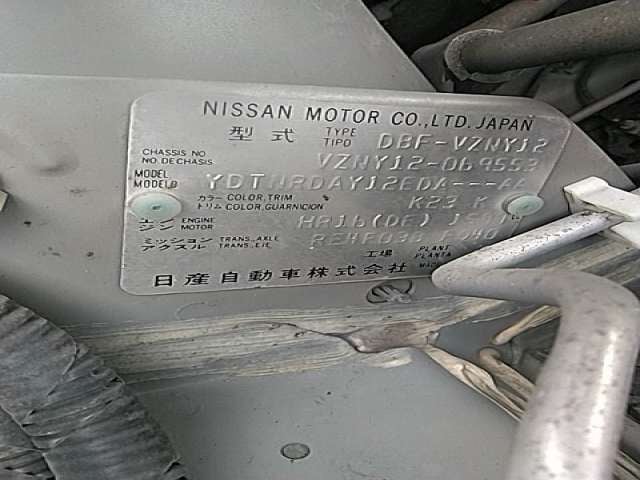 NISSAN MOTOR CO.,LTD. JAPAN
型式 TYPE TIPO DBF-VZNY12
CHASSIS NO NO.DE CHASSIS VZNY12-069553
MODEL MODELO
カラー COLOR,TRIM トリム COLOR,GUARNICION K23 K
エン ジン ENGINE MOTOR HR16(DE)
ミッション アクスル TRANS.,AXLE TRANS.,EJE
工場 PLANT PLANTA
日産自動車株式会社